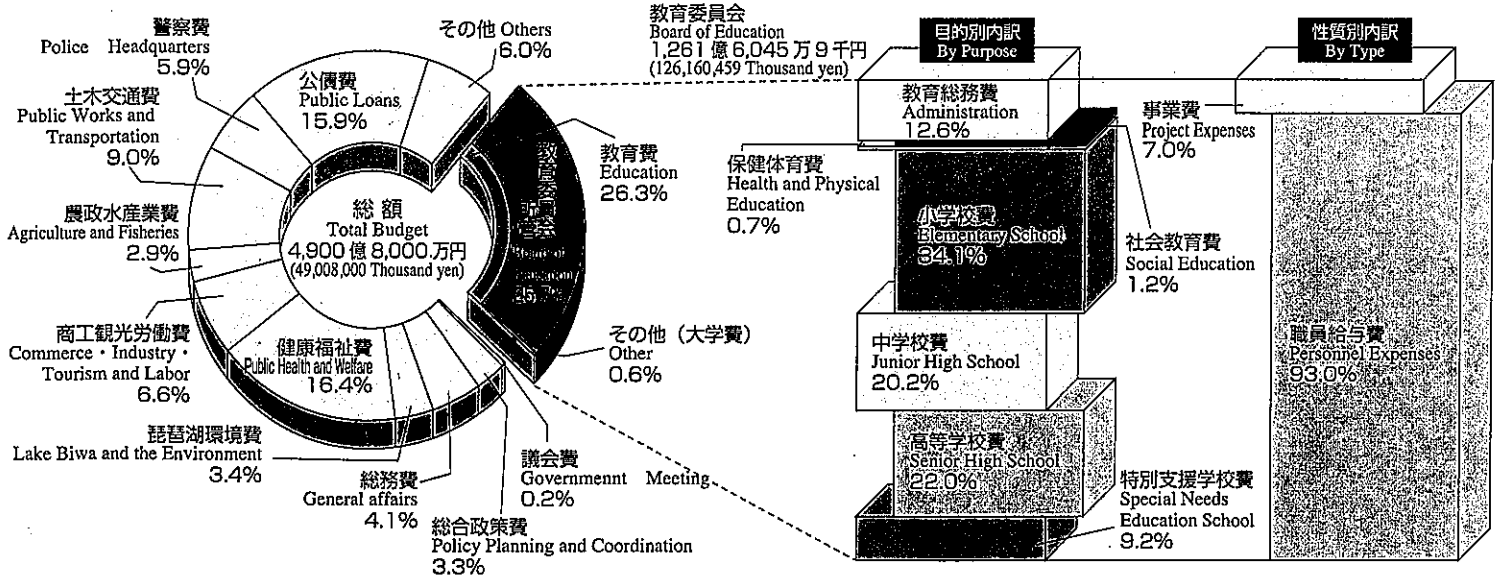 警察費
Police Headquarters
5.9%
土木交通費
Public Works and
Transportation
9.0%
農政水産業費
Agriculture and Fisheries
2.9%
商工観光労働費
Commerce・Industry・
Tourism and Labor
6.6%
琵琶湖環境費
Lake Biwa and the Environment
3.4%
公債費
Public Loans
15.9%
その他 Others
6.0%
総額
Total Budget
4,900億8,000.万円
(49,008,000 Thousand yen)
健康福祉費
Public Health and Welfare
16.4%
総務費
General affairs
4.1%
総合政策費
Policy Planning and Coordination
3.3%
議会費
Governmennt Meeting
0.2%
教育費
Education
26.3%
教育委員会
Board of
Education
その他（大学費）
Other
0.6%
教育委員会
Board of Education
1,261億6,045万9千円
(126,160,459 Thousand yen)
目的別内訳
By Purpose
教育総務費
Administration
12.6%
保健体育費
Health and Physical
Education
0.7%
小学校費
Elementary School
34.1%
社会教育費
Social Education
1.2%
中学校費
Junior High School
20.2%
高等学校費
Senior High School
22.0%
特別支援学校費
Special Needs
Education School
9.2%
性質別内訳
By Type
事業費
Project Expenses
7.0%
職員給与費
Personnel Expenses
93.0%